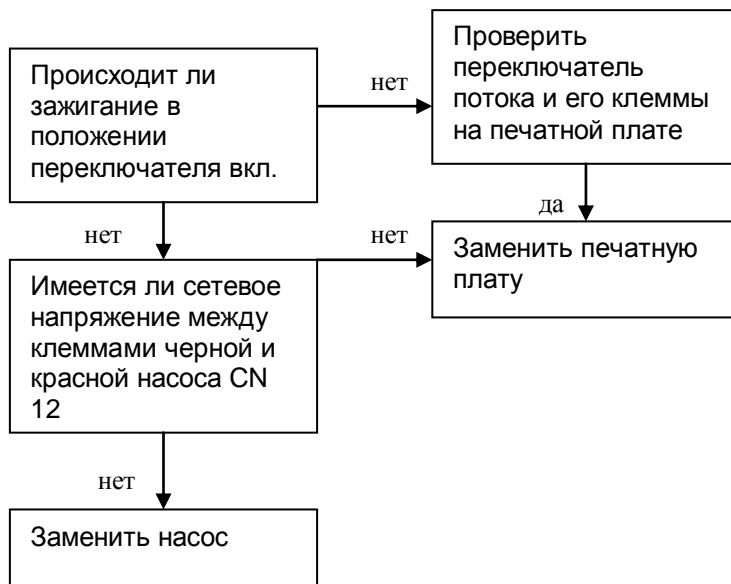 Происходит ли
зажигание в
положении
переключателя вкл.
нет
Проверить
переключатель
потока и его клеммы
на печатной плате
нет
да
нет
Имеется ли сетевое
напряжение между
клеммами черной и
красной насоса CN
12
Заменить печатную
плату
нет
Заменить насос